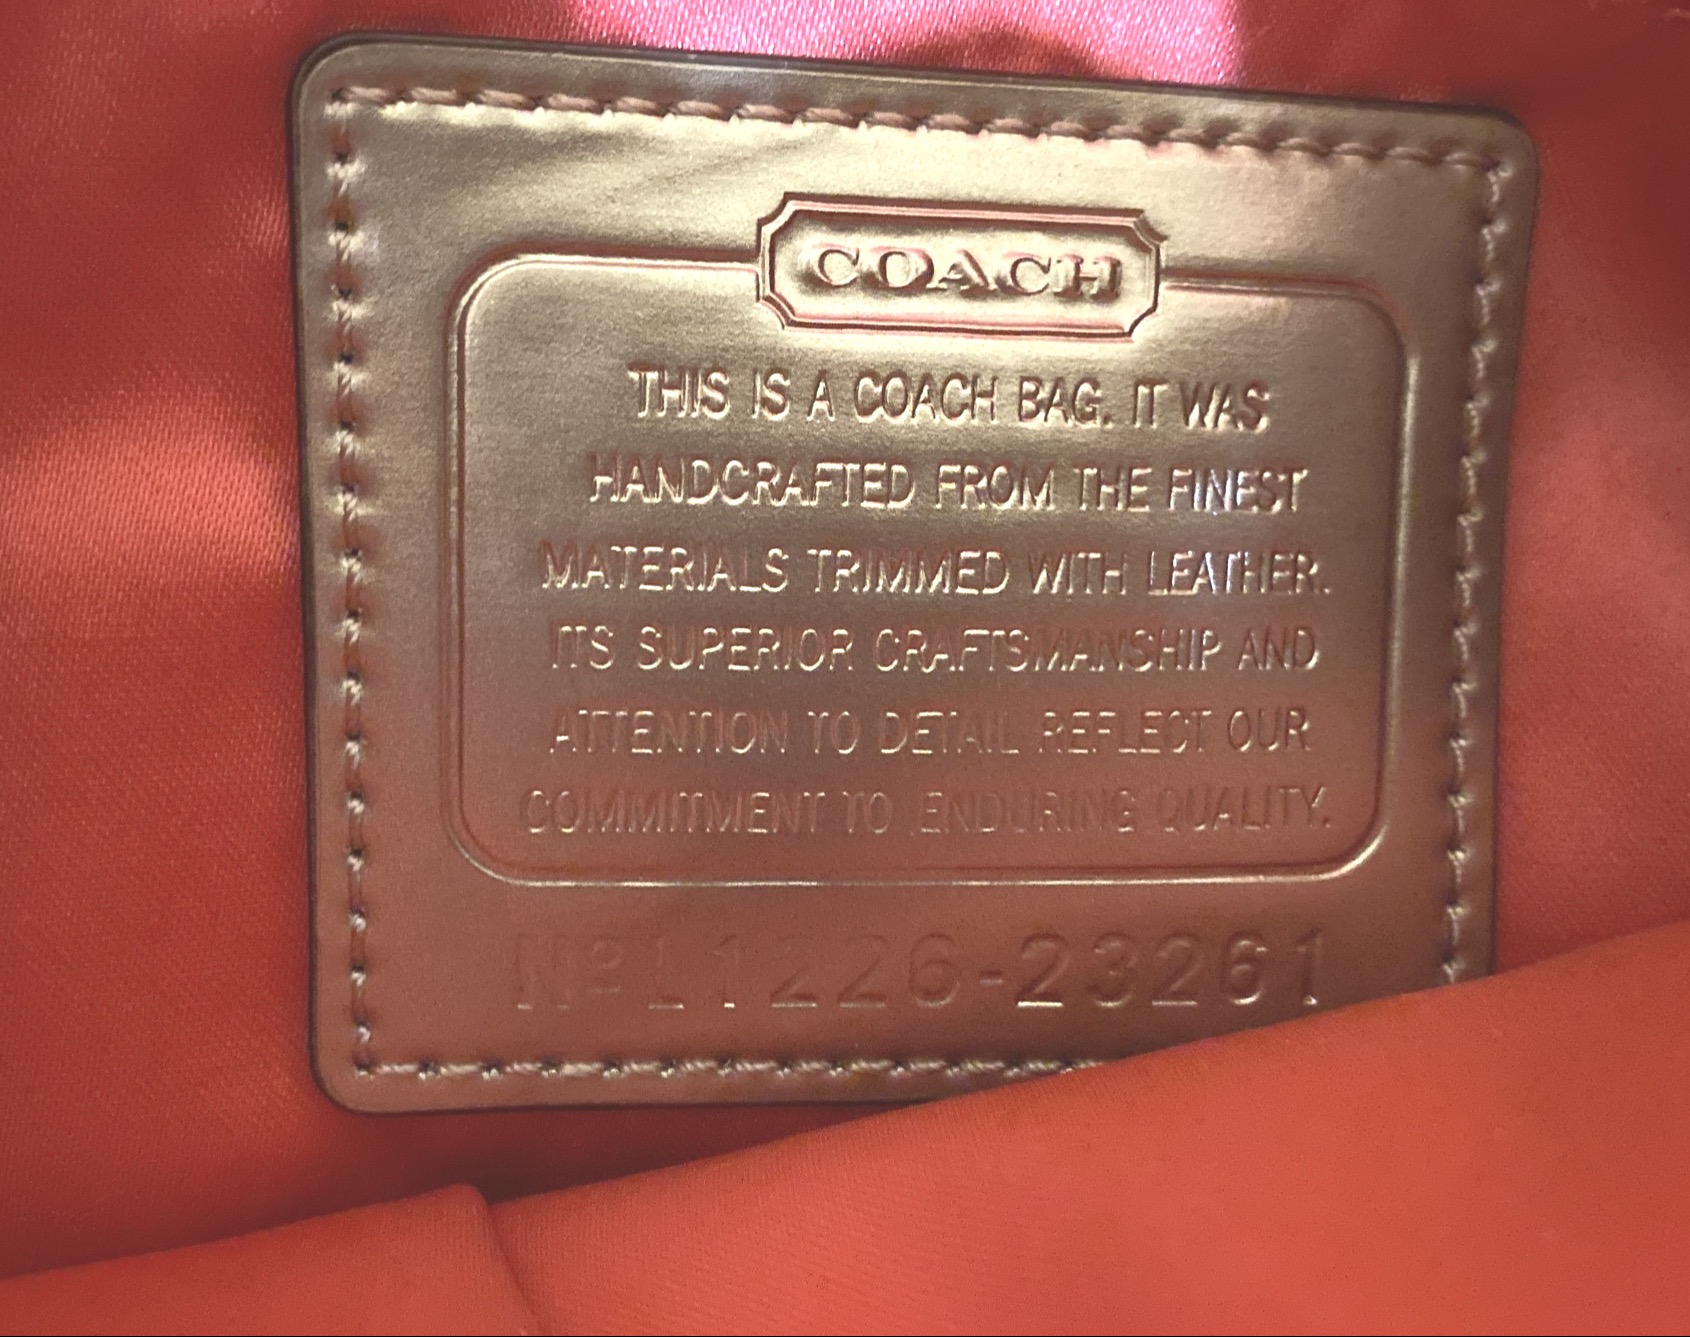 COACH
THIS IS A COACH BAG. IT WAS
HANDCRAFTED FROM THE FINEST
MATERIALS TRIMMED WITH LEATHER.
ITS SUPERIOR CRAFTSMANSHIP AND
ATTENTION TO DETAIL REFLECT OUR
COMMITMENT TO ENDURING QUALITY.
Nº L1226-23261